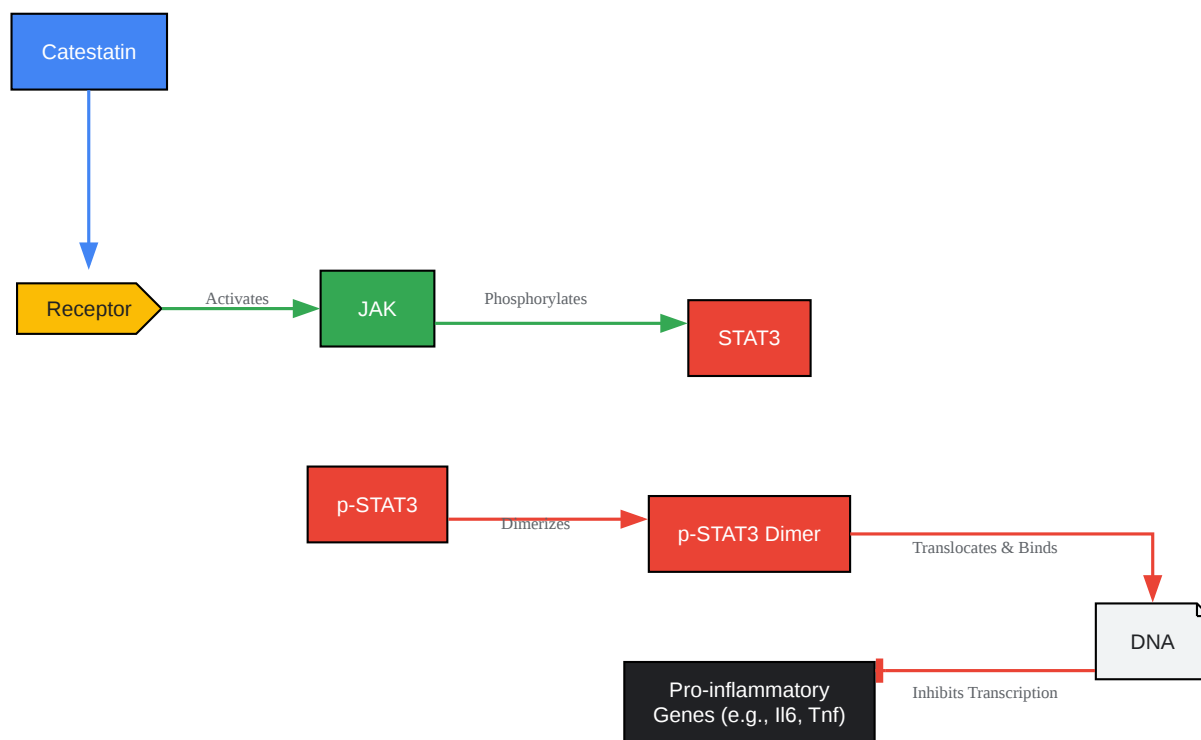 Catestatin
Receptor
Activates
JAK
Phosphorylates
STAT3
p-STAT3
Dimerizes
p-STAT3 Dimer
Translocates & Binds
DNA
Inhibits Transcription
Pro-inflammatory
Genes (e.g., Il6, Tnf)